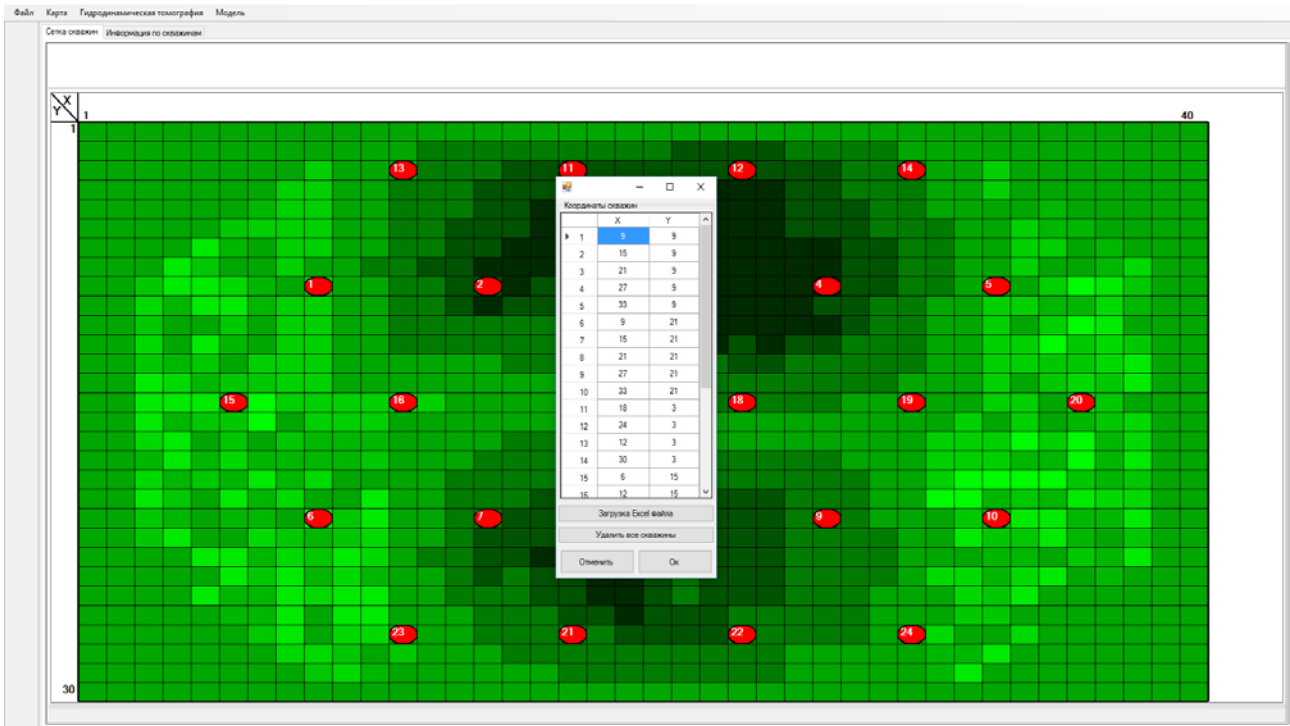 Файл Карта Гидродинамическая томография Модель
Сетка скважин Информация по скважинам
X
Y
1 40
1
13 11 12 14
Координаты скважин
X Y
1 9 9
2 15 9
3 21 9
4 27 9
5 33 9
6 9 21
7 15 21
8 21 21
9 27 21
10 33 21
11 18 3
12 24 3
13 12 3
14 30 3
15 6 15
16 12 15
Загрузка Excel файла
Удалить все скважины
Отменить Ок
1 2 4 5
15 16 18 19 20
6 7 9 10
23 21 22 24
30